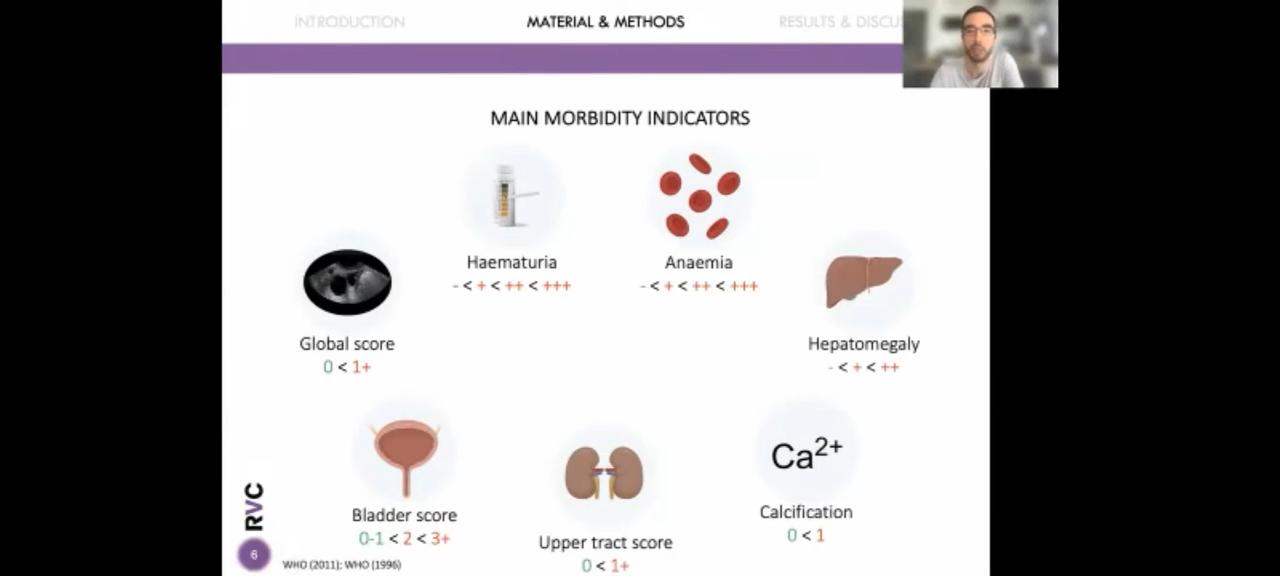 INTRODUCTION
MATERIAL & METHODS
RESULTS & DISCU
MAIN MORBIDITY INDICATORS
Haematuria
- < + < ++ < +++
Anaemia
- < + < ++ < +++
Global score
0 < 1+
Hepatomegaly
- < + < ++
Bladder score
0-1 < 2 < 3+
Upper tract score
0 < 1+
Ca2+
Calcification
0 < 1
RVC
6
WHO (2011); WHO (1996)